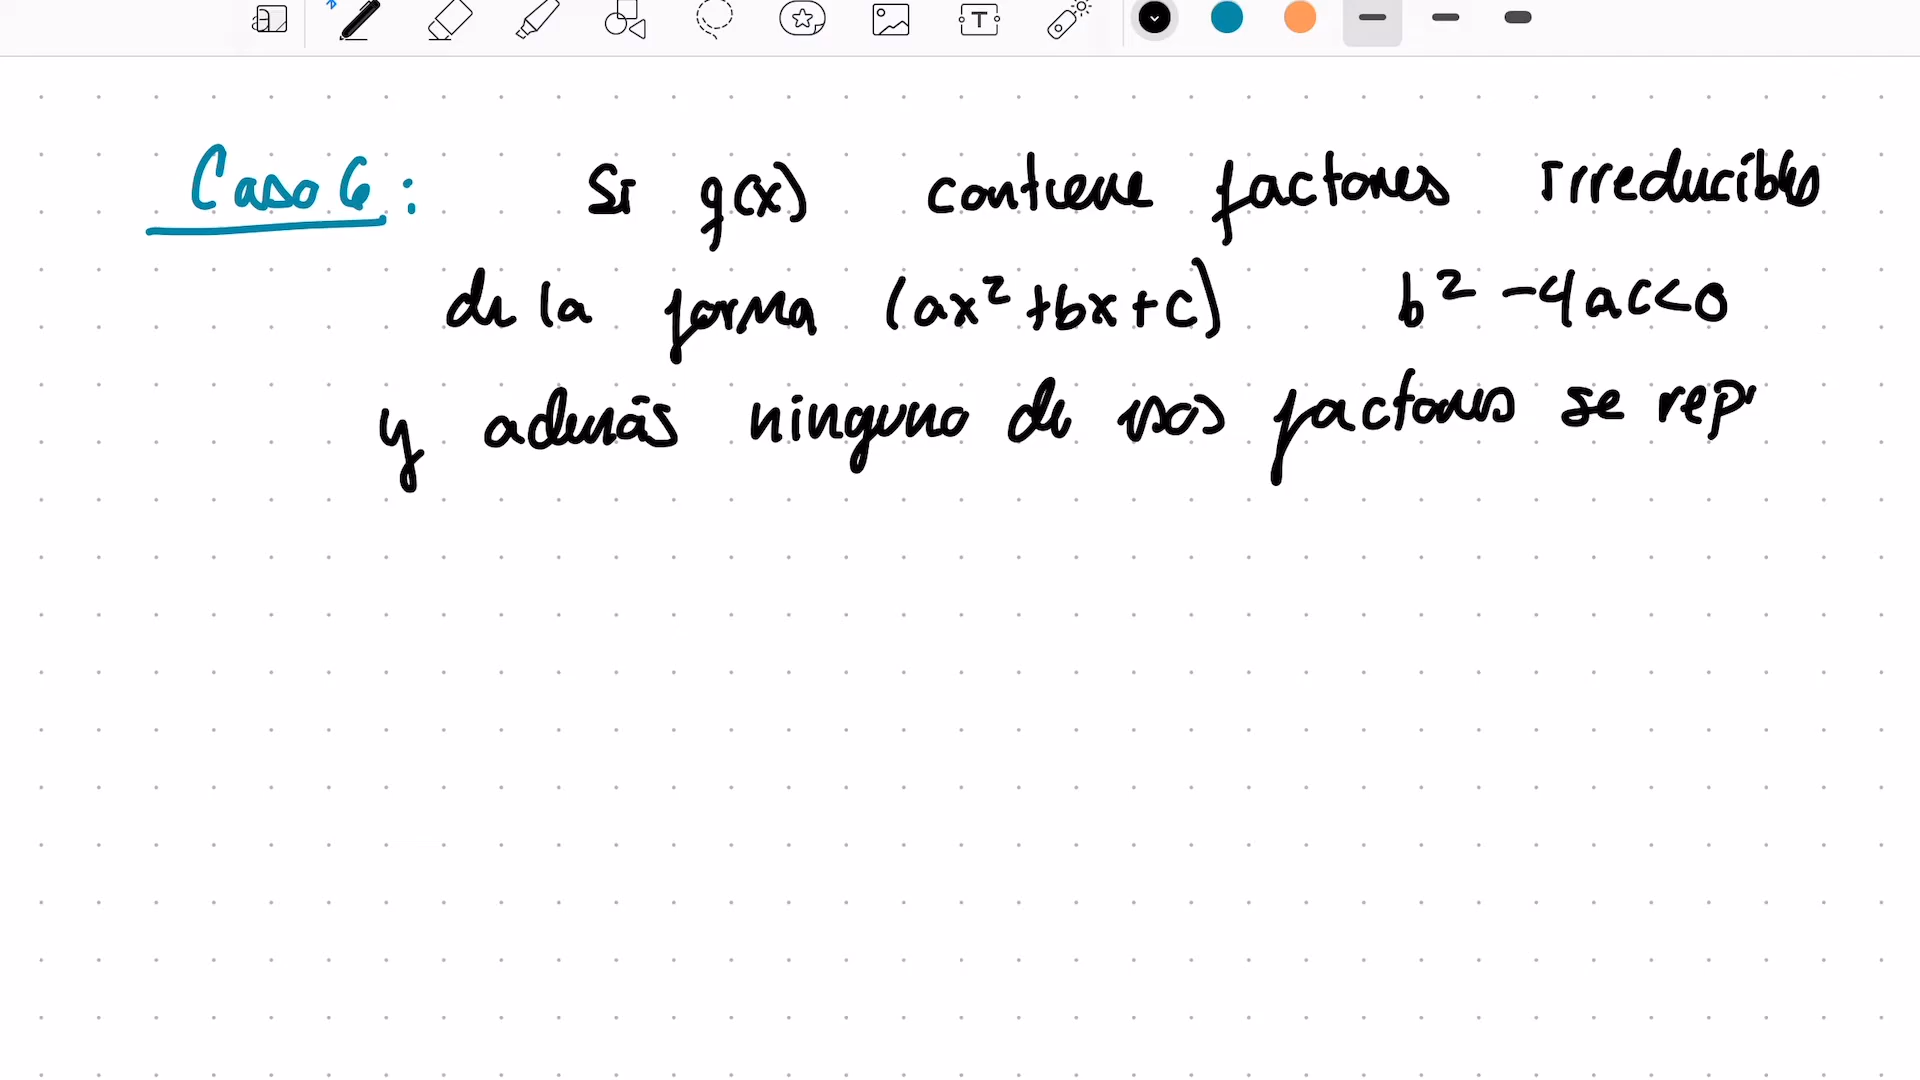 Caso 6: Si g(x) contiene factores irreducibles
de la forma (ax² + bx + c) b² - 4ac < 0
y además ninguno de esos factores se rep